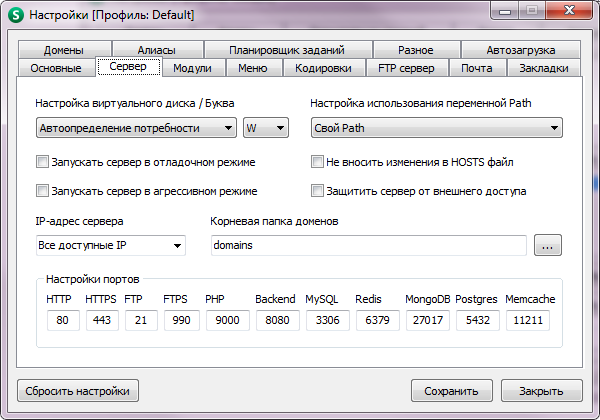 Настройки [Профиль: Default]
Домены Алиасы Планировщик заданий Разное Автозагрузка
Основные Сервер Модули Меню Кодировки FTP сервер Почта Закладки
Настройка виртуального диска / Буква Настройка использования переменной Path
Автоопределение потребности W Свой Path
Запускать сервер в отладочном режиме Не вносить изменения в HOSTS файл
Запускать сервер в агрессивном режиме Защитить сервер от внешнего доступа
IP-адрес сервера Корневая папка доменов
Все доступные IP domains ...
Настройки портов
HTTP HTTPS FTP FTPS PHP Backend MySQL Redis MongoDB Postgres Memcache
80 443 21 990 9000 8080 3306 6379 27017 5432 11211
Сбросить настройки Сохранить Закрыть